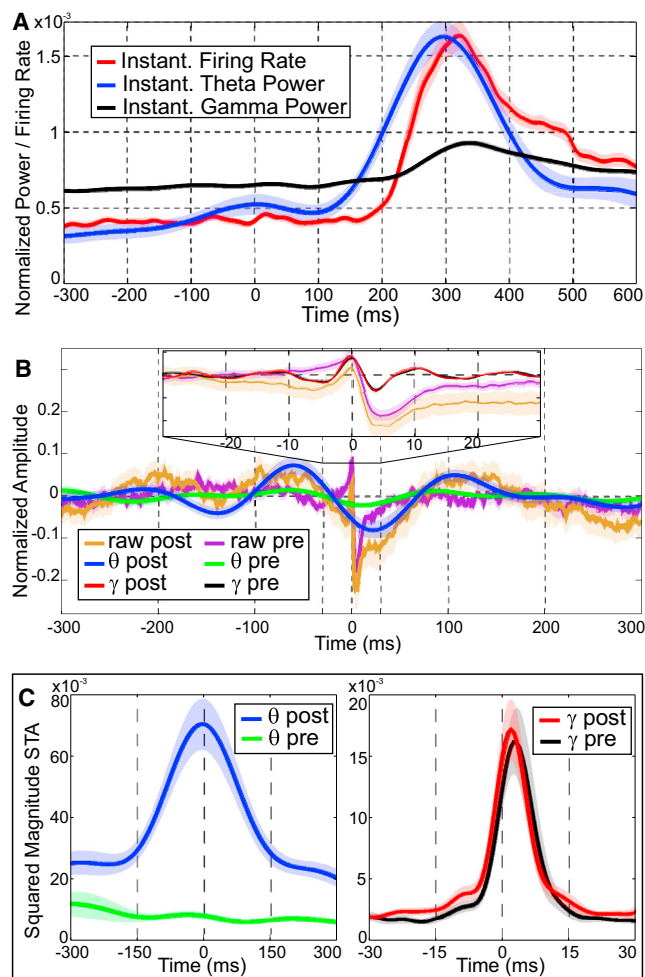 A
x10⁻³
Normalized Power / Firing Rate
1.5
1
0.5
0
Instant. Firing Rate
Instant. Theta Power
Instant. Gamma Power
-300 -200 -100 0 100 200 300 400 500 600
Time (ms)
B
Normalized Amplitude
0.2
0.1
0
-0.1
-0.2
-20 -10 0 10 20
raw post raw pre
θ post θ pre
γ post γ pre
-300 -200 -100 0 100 200 300
Time (ms)
C
Squared Magnitude STA
x10⁻³
80
60
40
20
0
θ post
θ pre
-300 -150 0 150 300
Time (ms)
x10⁻³
20
15
10
5
0
γ post
γ pre
-30 -15 0 15 30
Time (ms)